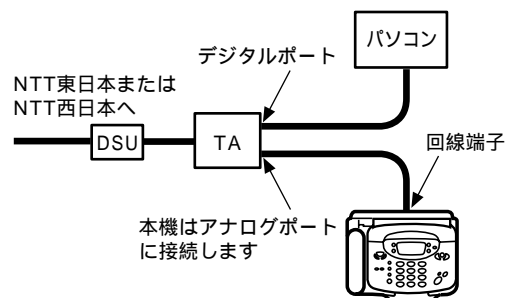 パソコン
デジタルポート
NTT東日本または
NTT西日本へ
DSU
TA
回線端子
本機はアナログポート
に接続します